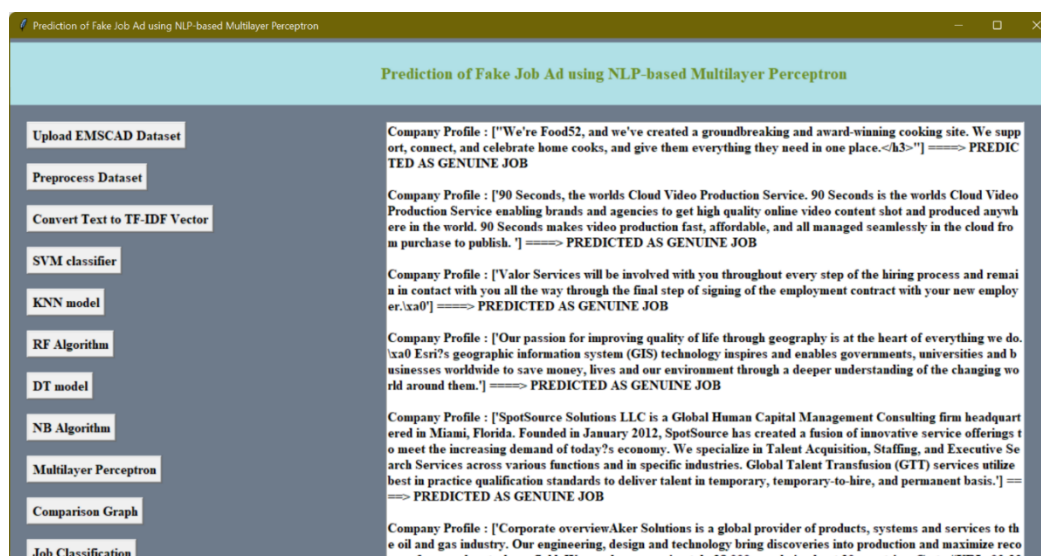 Prediction of Fake Job Ad using NLP-based Multilayer Perceptron
Prediction of Fake Job Ad using NLP-based Multilayer Perceptron
Upload EMSCAD Dataset
Preprocess Dataset
Convert Text to TF-IDF Vector
SVM classifier
KNN model
RF Algorithm
DT model
NB Algorithm
Multilayer Perceptron
Comparison Graph
Job Classification
Company Profile : ["We're Food52, and we've created a groundbreaking and award-winning cooking site. We supp
ort, connect, and celebrate home cooks, and give them everything they need in one place.</h3>"] ====> PREDIC
TED AS GENUINE JOB
Company Profile : ['90 Seconds, the worlds Cloud Video Production Service. 90 Seconds is the worlds Cloud Video
Production Service enabling brands and agencies to get high quality online video content shot and produced anywh
ere in the world. 90 Seconds makes video production fast, affordable, and all managed seamlessly in the cloud fro
m purchase to publish. '] ====> PREDICTED AS GENUINE JOB
Company Profile : ['Valor Services will be involved with you throughout every step of the hiring process and remai
n in contact with you all the way through the final step of signing of the employment contract with your new employ
er.\xa0'] ====> PREDICTED AS GENUINE JOB
Company Profile : ['Our passion for improving quality of life through geography is at the heart of everything we do.
\xa0 Esri?s geographic information system (GIS) technology inspires and enables governments, universities and b
usinesses worldwide to save money, lives and our environment through a deeper understanding of the changing wo
rld around them.'] ====> PREDICTED AS GENUINE JOB
Company Profile : ['SpotSource Solutions LLC is a Global Human Capital Management Consulting firm headquart
ered in Miami, Florida. Founded in January 2012, SpotSource has created a fusion of innovative service offerings t
o meet the increasing demand of today?s economy. We specialize in Talent Acquisition, Staffing, and Executive Se
arch Services across various functions and in specific industries. Global Talent Transfusion (GTT) services utilize
best in practice qualification standards to deliver talent in temporary, temporary-to-hire, and permanent basis.'] ==
==> PREDICTED AS GENUINE JOB
Company Profile : ['Corporate overviewAker Solutions is a global provider of products, systems and services to th
e oil and gas industry. Our engineering, design and technology bring discoveries into production and maximize reco